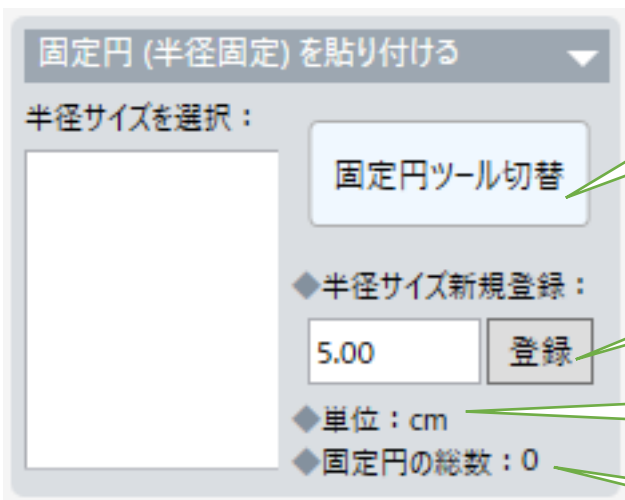 固定円 (半径固定) を貼り付ける
半径サイズを選択：
固定円ツール切替
◆半径サイズ新規登録：
5.00 登録
◆単位：cm
◆固定円の総数：0